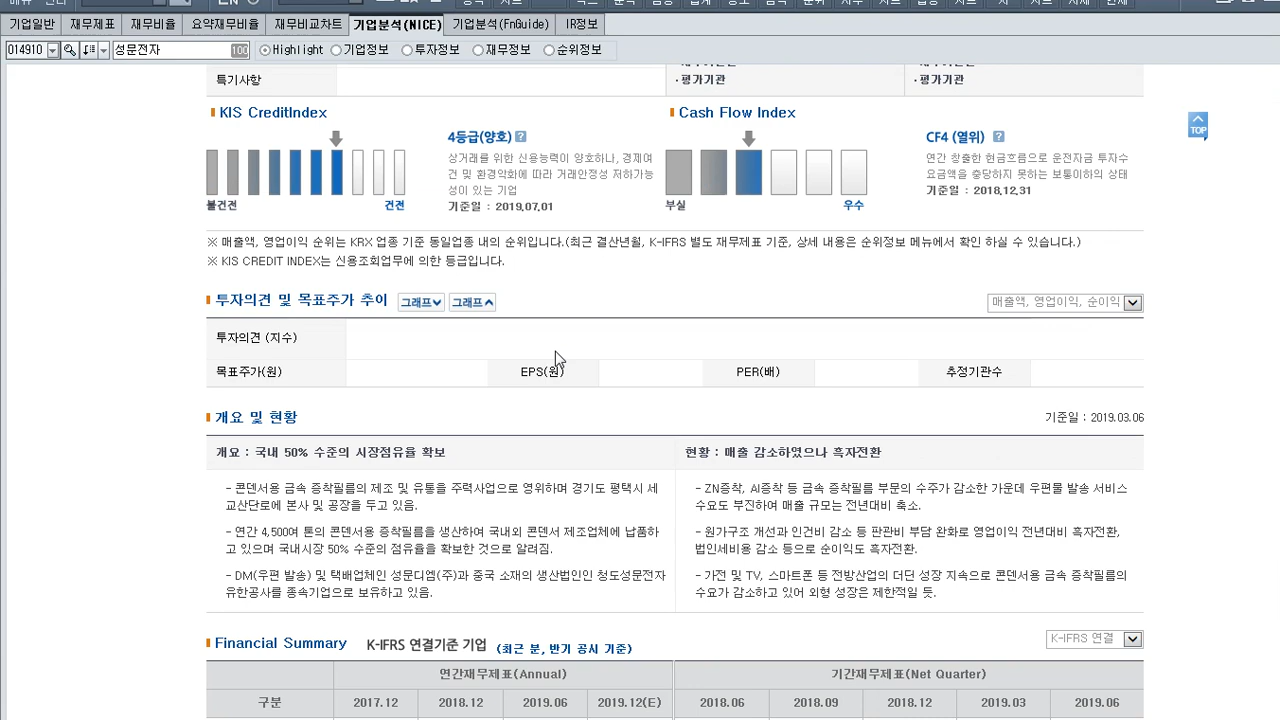 기업일반 재무제표 재무비율 요약재무비율 재무비교차트 기업분석(NICE) 기업분석(FnGuide) IR정보
014910 성문전자 100 Highlight 기업정보 투자정보 재무정보 순위정보
특기사항 ·평가기관 ·평가기관
KIS CreditIndex Cash Flow Index
4등급(양호) ? CF4 (열위) ?
상거래를 위한 신용능력이 양호하나, 경제여
건 및 환경악화에 따라 거래안정성 저하가능
성이 있는 기업
기준일 : 2019.07.01
불건전 건전
연간 창출한 현금흐름으로 운전자금 투자수
요금액을 충당하지 못하는 보통이하의 상태
기준일 : 2018.12.31
부실 우수
TOP
※ 매출액, 영업이익 순위는 KRX 업종 기준 동일업종 내의 순위입니다.(최근 결산년월, K-IFRS 별도 재무제표 기준, 상세 내용은 순위정보 메뉴에서 확인 하실 수 있습니다.)
※ KIS CREDIT INDEX는 신용조회업무에 의한 등급입니다.
투자의견 및 목표주가 추이 그래프 그래프 매출액, 영업이익, 순이익
투자의견 (지수)
목표주가(원) EPS(원) PER(배) 추정기관수
개요 및 현황 기준일 : 2019.03.06
개요 : 국내 50% 수준의 시장점유율 확보
- 콘덴서용 금속 증착필름의 제조 및 유통을 주력사업으로 영위하며 경기도 평택시 세
교산단로에 본사 및 공장을 두고 있음.
- 연간 4,500여 톤의 콘덴서용 증착필름을 생산하여 국내외 콘덴서 제조업체에 납품하
고 있으며 국내시장 50% 수준의 점유율을 확보한 것으로 알려짐.
- DM(우편 발송) 및 택배업체인 성문디엠(주)과 중국 소재의 생산법인인 청도성문전자
유한공사를 종속기업으로 보유하고 있음.
현황 : 매출 감소하였으나 흑자전환
- ZN증착, Al증착 등 금속 증착필름 부문의 수주가 감소한 가운데 우편물 발송 서비스
수요도 부진하여 매출 규모는 전년대비 축소.
- 원가구조 개선과 인건비 감소 등 판관비 부담 완화로 영업이익 전년대비 흑자전환,
법인세비용 감소 등으로 순이익도 흑자전환.
- 가전 및 TV, 스마트폰 등 전방산업의 더딘 성장 지속으로 콘덴서용 금속 증착필름의
수요가 감소하고 있어 외형 성장은 제한적일 듯.
Financial Summary K-IFRS 연결기준 기업 (최근 분, 반기 공시 기준) K-IFRS 연결
연간재무제표(Annual) 기간재무제표(Net Quarter)
구분 2017.12 2018.12 2019.06 2019.12(E) 2018.06 2018.09 2018.12 2019.03 2019.06